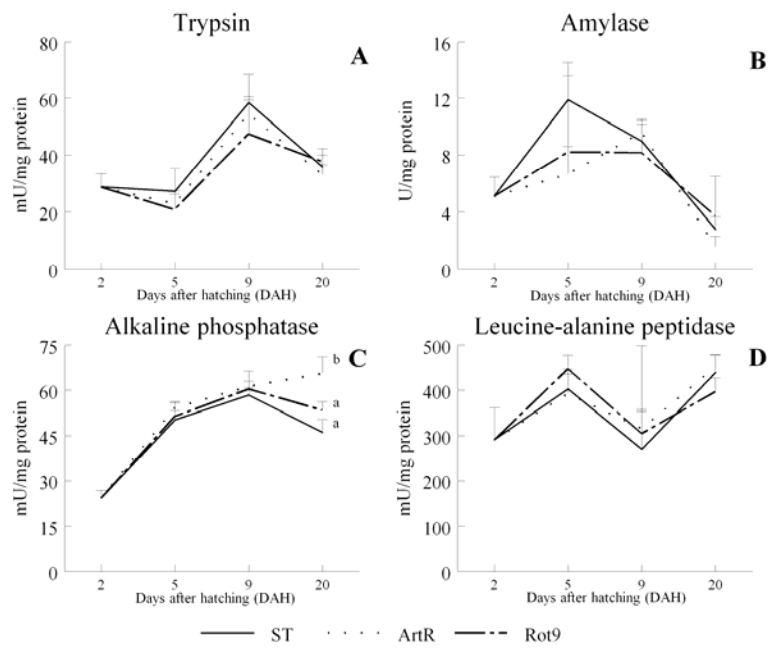 Trypsin
A
mU/mg protein
80
60
40
20
0
2 5 9 20
Days after hatching (DAH)
Amylase
B
U/mg protein
16
12
8
4
0
2 5 9 20
Days after hatching (DAH)
Alkaline phosphatase
C
mU/mg protein
75
60
45
30
15
0
b
a
a
2 5 9 20
Days after hatching (DAH)
Leucine-alanine peptidase
D
mU/mg protein
500
400
300
200
100
0
2 5 9 20
Days after hatching (DAH)
ST ArtR Rot9